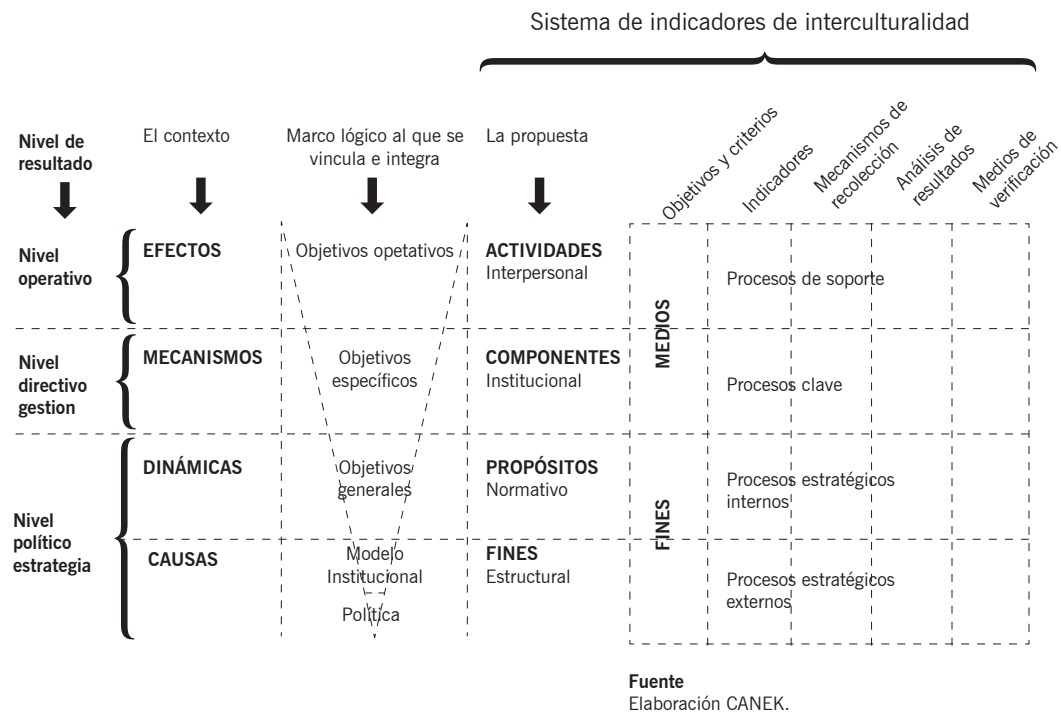 Sistema de indicadores de interculturalidad
Nivel de
resultado
El contexto
Marco lógico al que se
vincula e integra
La propuesta
Objetivos y criterios
Indicadores
Mecanismos de
recolección
Análisis de
resultados
Medios de
verificación
Nivel
operativo
EFECTOS
Objetivos opetativos
ACTIVIDADES
Interpersonal
MEDIOS
Procesos de soporte
Nivel
directivo
gestion
MECANISMOS
Objetivos
específicos
COMPONENTES
Institucional
Procesos clave
Nivel
político
estrategia
DINÁMICAS
Objetivos
generales
PROPÓSITOS
Normativo
FINES
Procesos estratégicos
internos
CAUSAS
Modelo
Institucional
Política
FINES
Estructural
Procesos estratégicos
externos
Fuente
Elaboración CANEK.